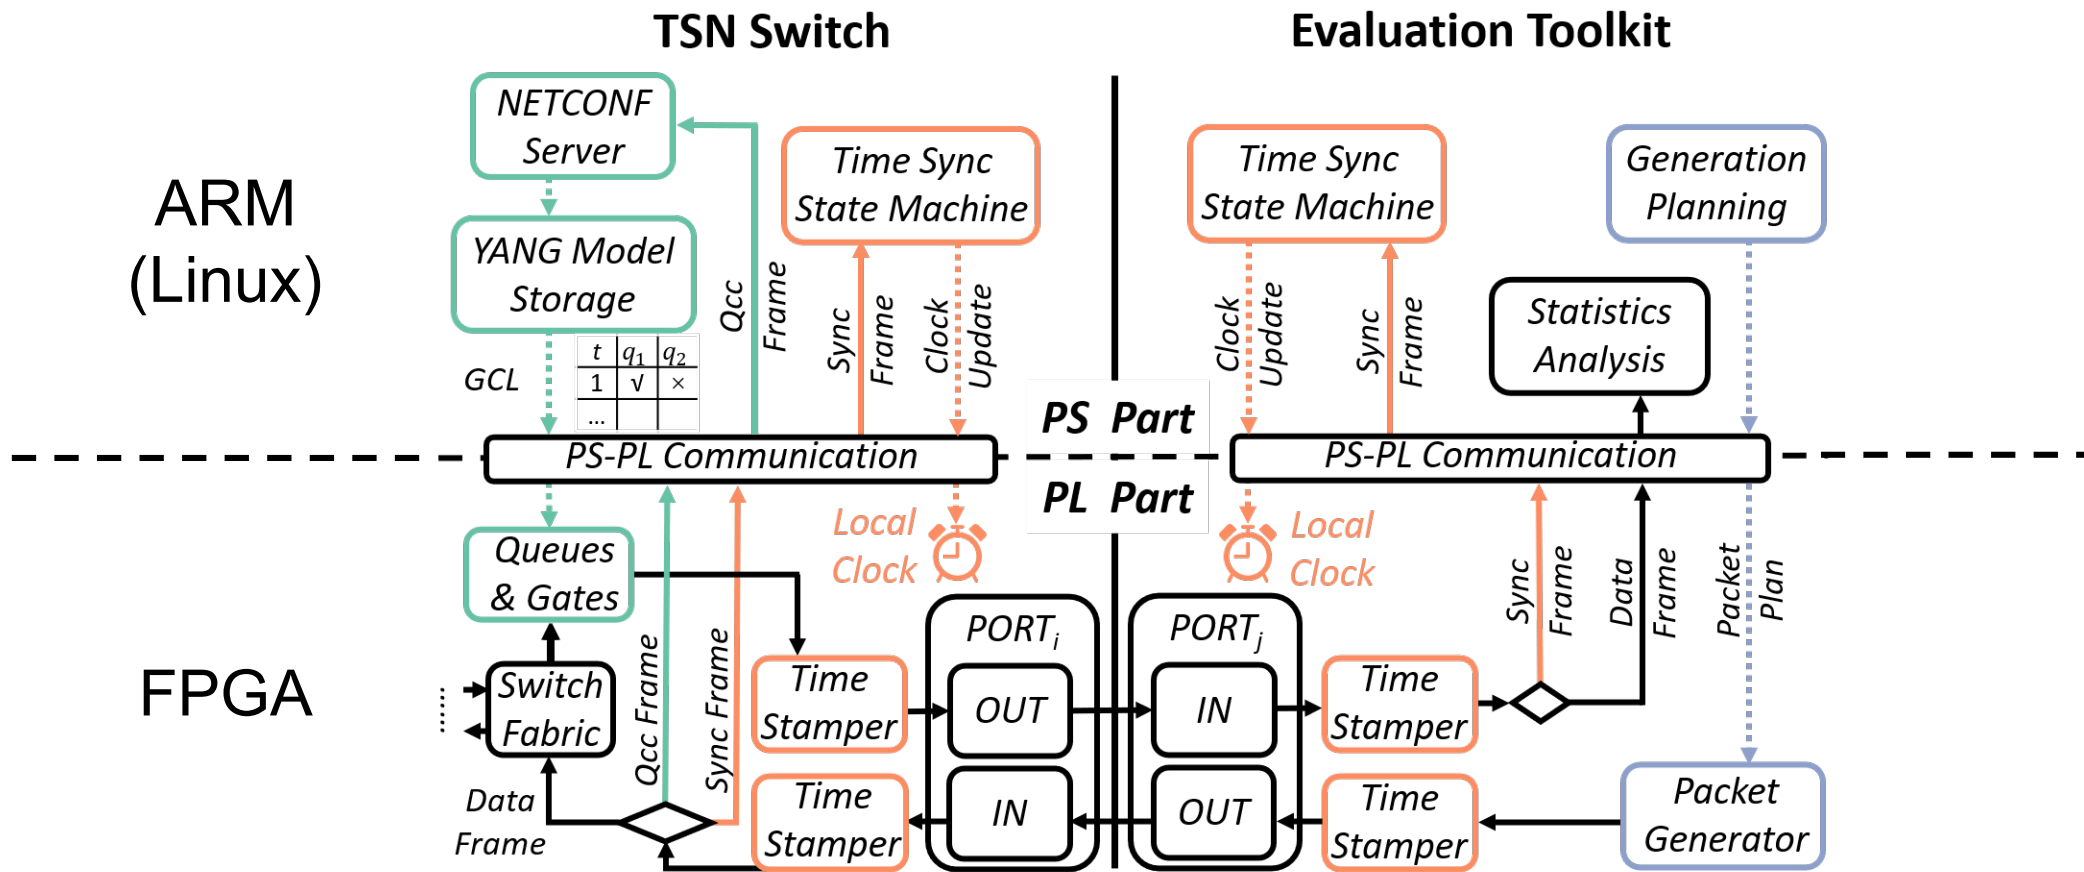 TSN Switch
Evaluation Toolkit
ARM
(Linux)
FPGA
NETCONF
Server
YANG Model
Storage
GCL
t q1 q2
1 √ ×
...
Qcc
Frame
Time Sync
State Machine
Sync
Frame
Clock
Update
PS-PL Communication
PS Part
PL Part
Time Sync
State Machine
Clock
Update
Sync
Frame
Generation
Planning
Statistics
Analysis
PS-PL Communication
Queues
& Gates
Switch
Fabric
......
Data
Frame
Qcc Frame
Sync Frame
Local
Clock
Time
Stamper
Time
Stamper
PORTi
OUT
IN
Local
Clock
PORTj
IN
OUT
Time
Stamper
Time
Stamper
Sync
Frame
Data
Frame
Packet
Plan
Packet
Generator